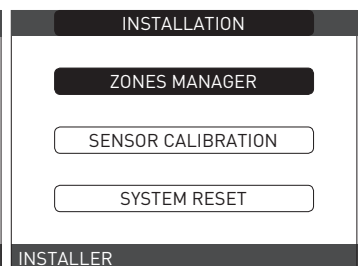 INSTALLATION
ZONES MANAGER
SENSOR CALIBRATION
SYSTEM RESET
INSTALLER